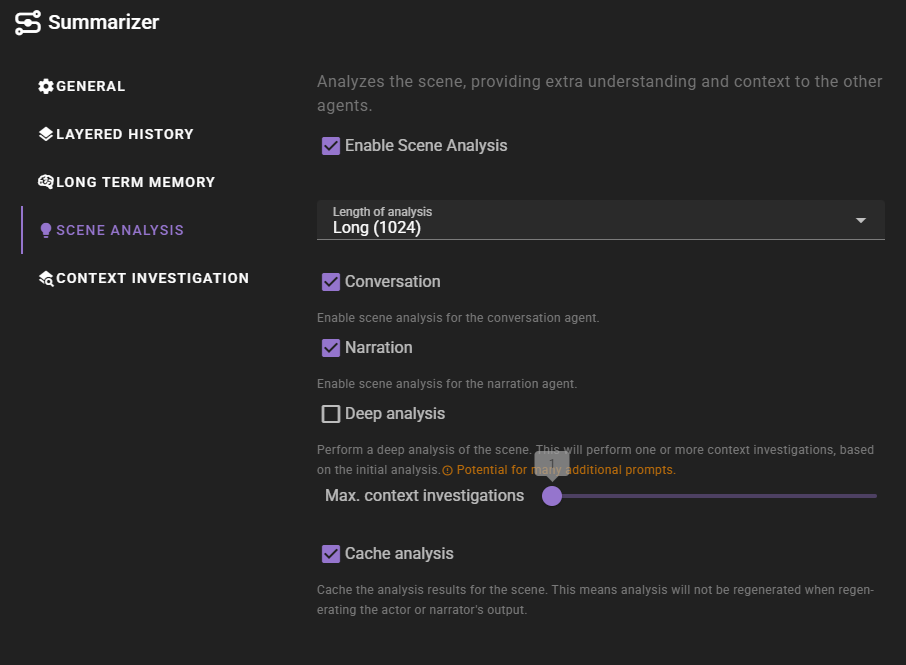 Summarizer
GENERAL
LAYERED HISTORY
LONG TERM MEMORY
SCENE ANALYSIS
CONTEXT INVESTIGATION
Analyzes the scene, providing extra understanding and context to the other
agents.
Enable Scene Analysis
Length of analysis
Long (1024)
Conversation
Enable scene analysis for the conversation agent.
Narration
Enable scene analysis for the narration agent.
Deep analysis
Perform a deep analysis of the scene. This will perform one or more context investigations, based
on the initial analysis. Potential for many additional prompts.
1
Max. context investigations
Cache analysis
Cache the analysis results for the scene. This means analysis will not be regenerated when regen-
erating the actor or narrator's output.